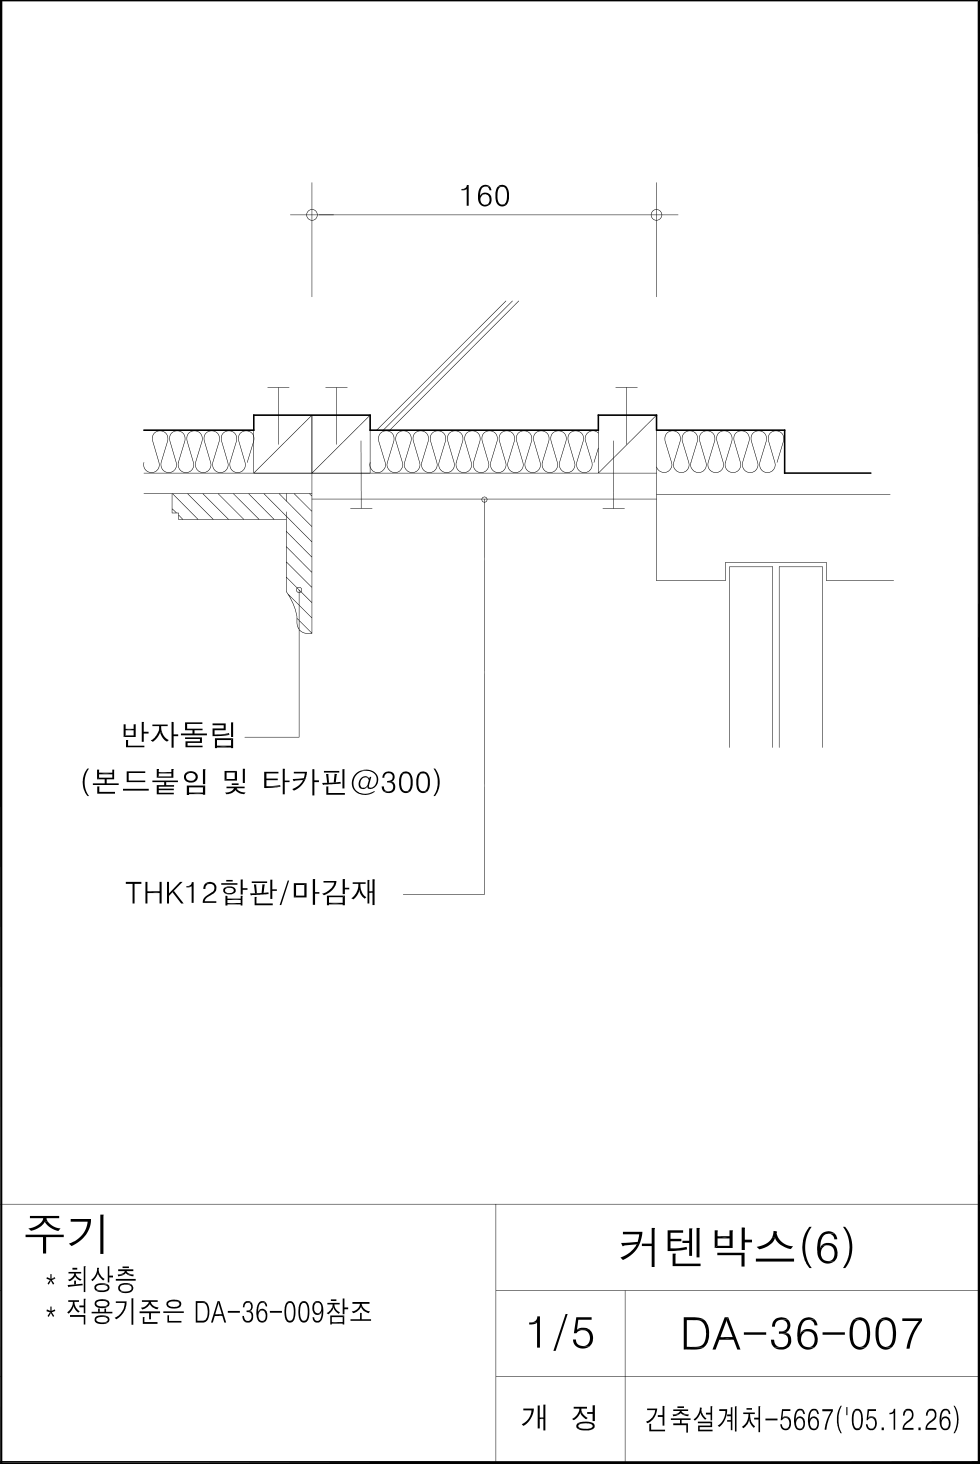 160
반자돌림
(본드붙임 및 타카핀@300)
THK12합판/마감재
주기
* 최상층
* 적용기준은 DA-36-009참조
커텐박스(6)
1/5
DA-36-007
개 정
건축설계처-5667('05.12.26)